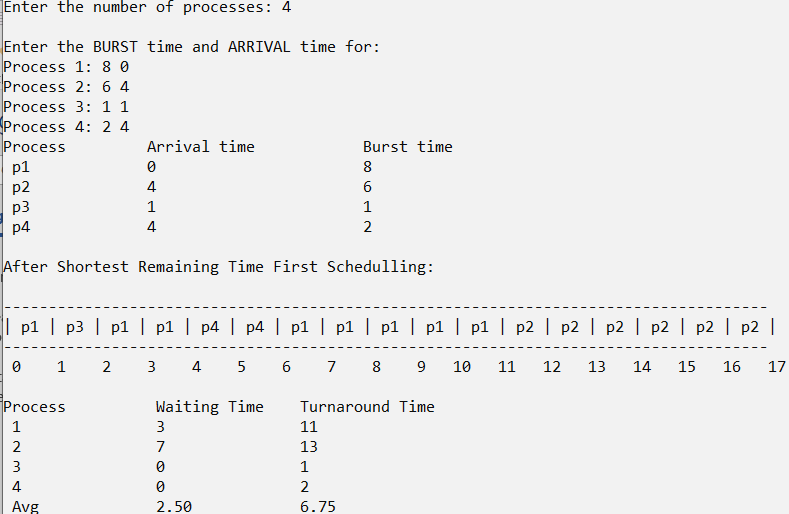 Enter the number of processes: 4
Enter the BURST time and ARRIVAL time for:
Process 1: 8 0
Process 2: 6 4
Process 3: 1 1
Process 4: 2 4
Process Arrival time Burst time
p1 0 8
p2 4 6
p3 1 1
p4 4 2
After Shortest Remaining Time First Schedulling:
--------------------------------------------------------------------------------------
| p1 | p3 | p1 | p1 | p4 | p4 | p1 | p1 | p1 | p1 | p1 | p2 | p2 | p2 | p2 | p2 | p2 |
--------------------------------------------------------------------------------------
0 1 2 3 4 5 6 7 8 9 10 11 12 13 14 15 16 17
Process Waiting Time Turnaround Time
1 3 11
2 7 13
3 0 1
4 0 2
Avg 2.50 6.75